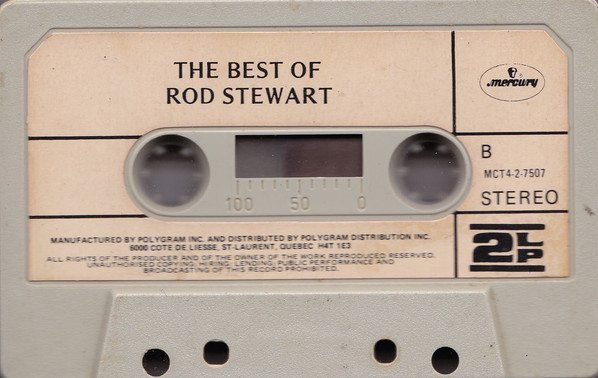 THE BEST OF
ROD STEWART
mercury
B
MCT4-2-7507
STEREO
100 50 0
MANUFACTURED BY POLYGRAM INC. AND DISTRIBUTED BY POLYGRAM DISTRIBUTION INC.
6000 COTE DE LIESSE, ST-LAURENT, QUEBEC H4T 1E3
ALL RIGHTS OF THE PRODUCER AND OF THE OWNER OF THE WORK REPRODUCED RESERVED.
UNAUTHORISED COPYING, HIRING, LENDING, PUBLIC PERFORMANCE AND
BROADCASTING OF THIS RECORD PROHIBITED.
2 LP